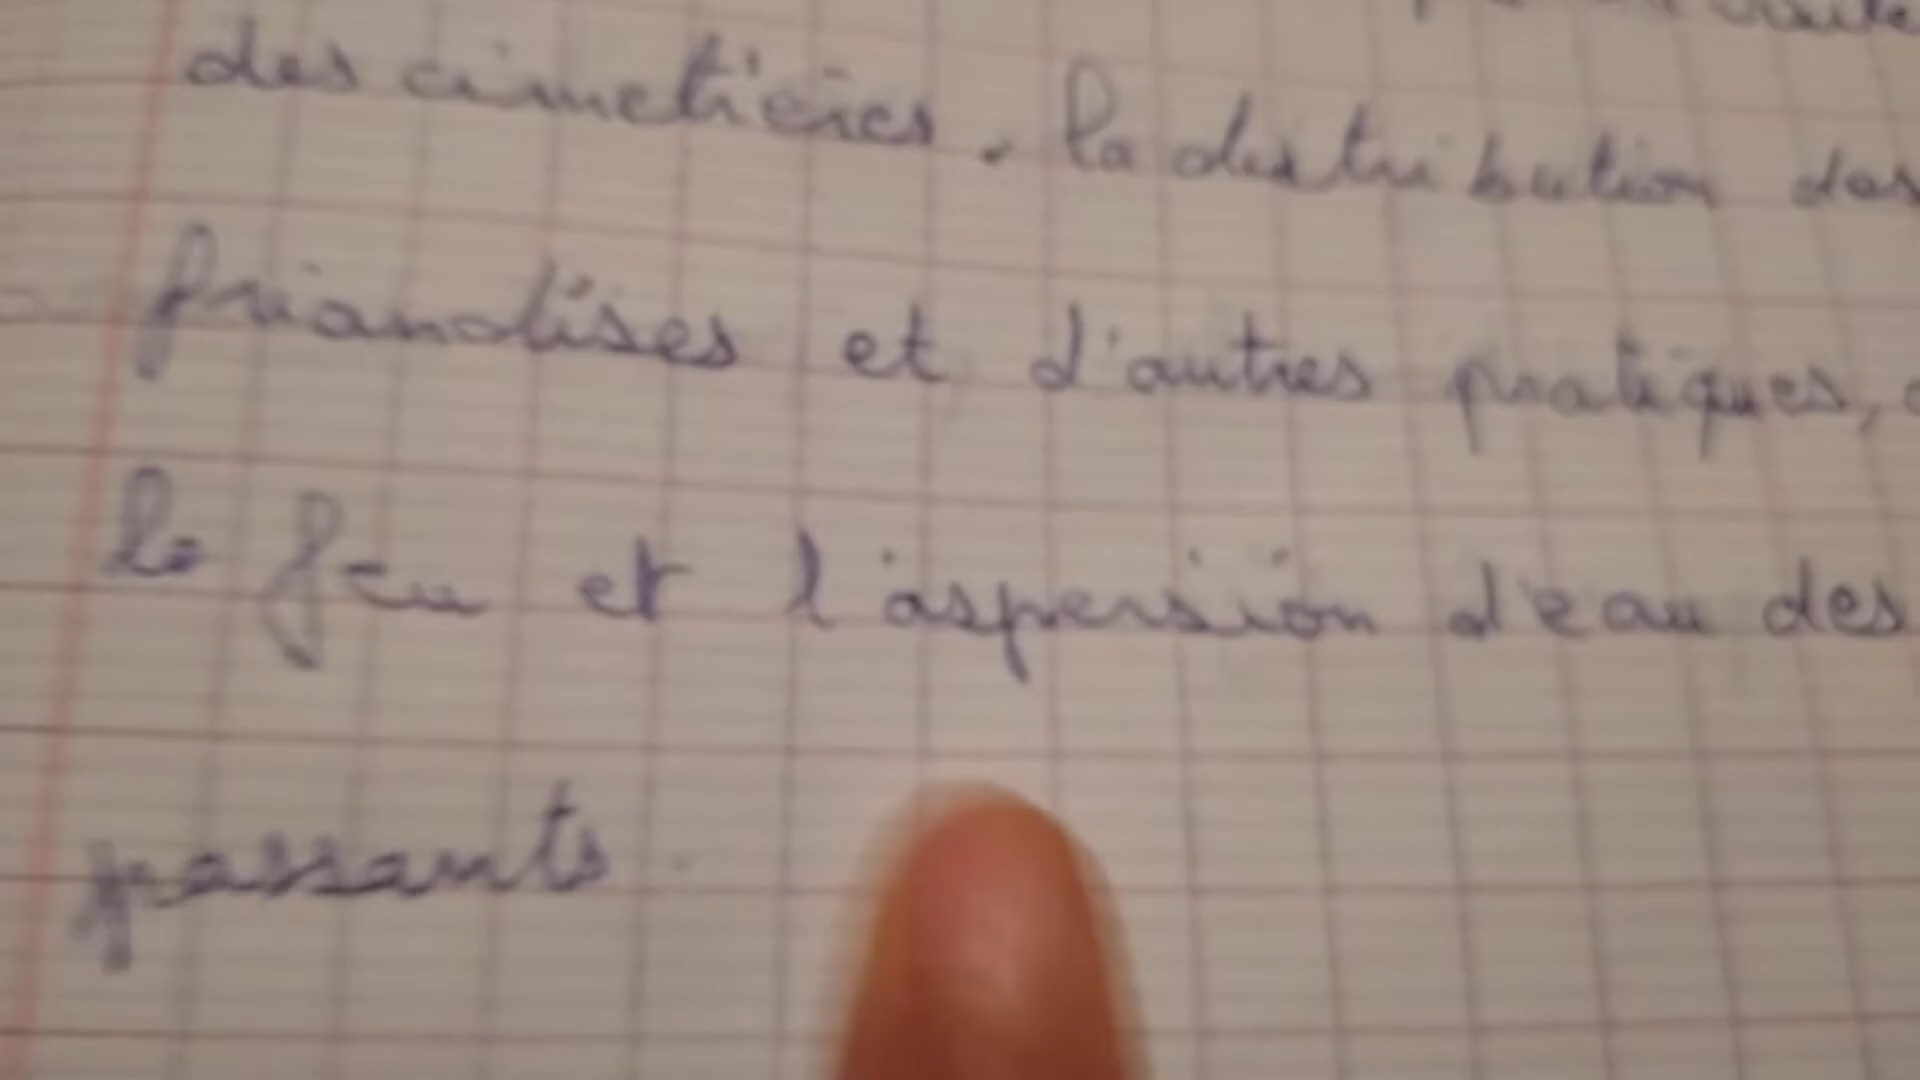 des cimetières. la distribution des
friandises et d'autres pratiques,
le feu et l'aspersion d'eau des
passants.